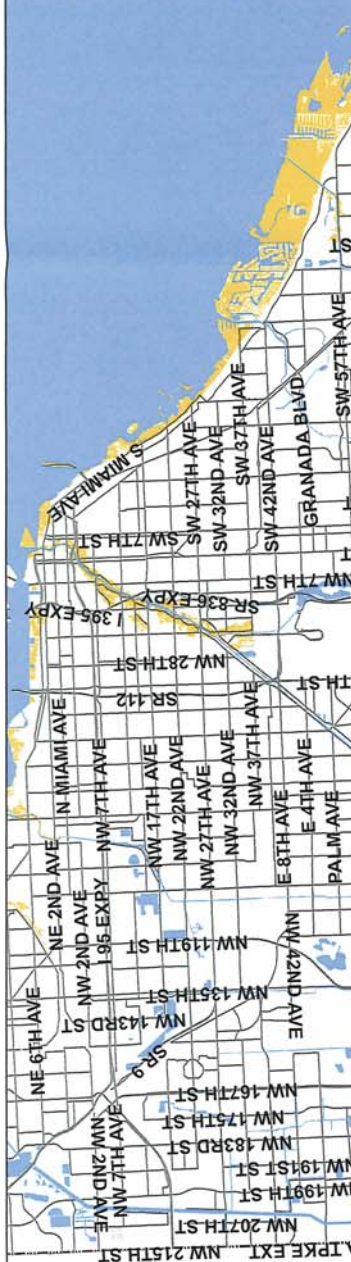 ST
SW 57TH AVE
GRANADA BLVD
SW 42ND AVE
SW 37TH AVE
SW 32ND AVE
SW 27TH AVE
S MIAMI AVE
SW 7TH ST
NW 7TH ST
SR 836 EXPY
I 395 EXPY
NW 28TH ST
SR 112
TH ST
N MIAMI AVE
NW 7TH AVE
NW 17TH AVE
NW 22ND AVE
NW 27TH AVE
NW 32ND AVE
NW 37TH AVE
E 8TH AVE
E 4TH AVE
PALM AVE
NE 2ND AVE
NW 2ND AVE
I 95 EXPY
NW 119TH ST
NW 42ND AVE
NW 135TH ST
NW 143RD ST
NE 6TH AVE
SR 9
NW 167TH ST
NW 175TH ST
NW 183RD ST
NW 191ST ST
NW 199TH ST
NW 2ND AVE
NW 7TH AVE
NW 207TH ST
NW 215TH ST